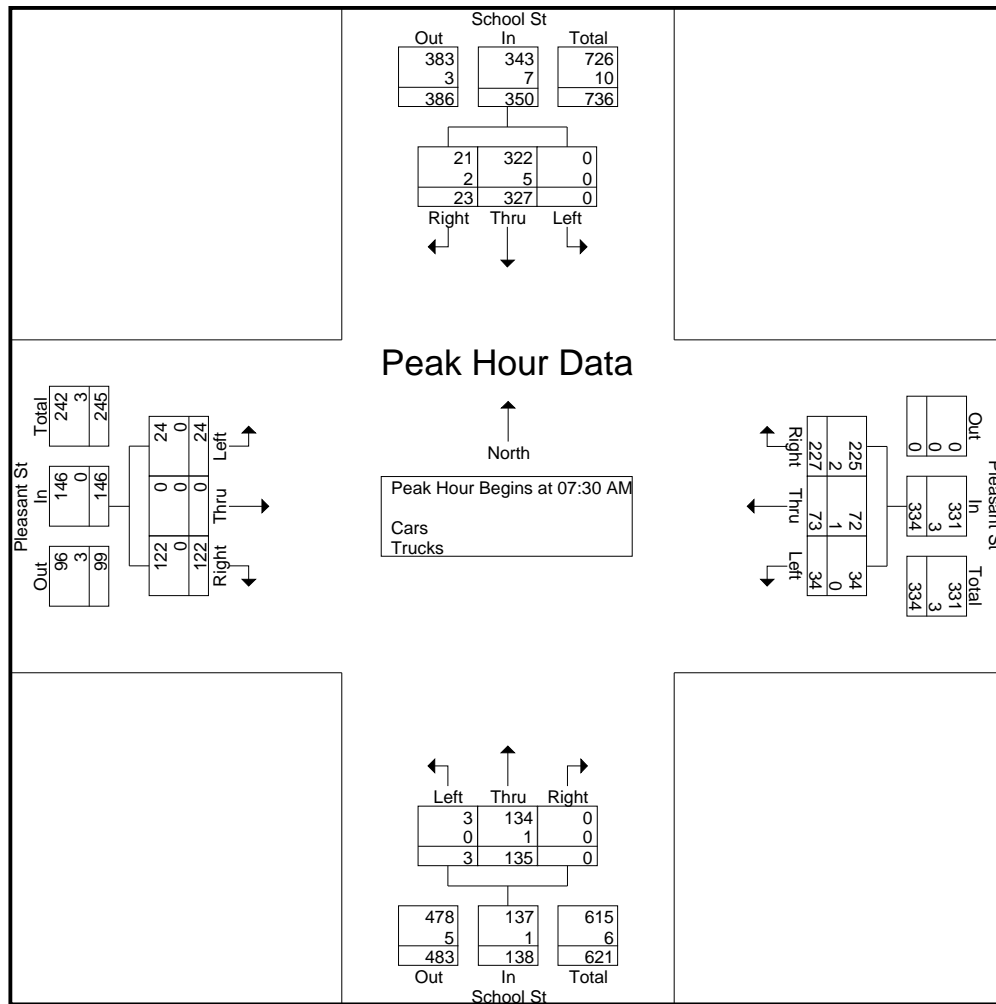 School St
Out In Total
383 343 726
3 7 10
386 350 736
21 322 0
2 5 0
23 327 0
Right Thru Left
Peak Hour Data
North
Peak Hour Begins at 07:30 AM
Cars
Trucks
Pleasant St
Out In Total
96 146 242
3 0 3
99 146 245
Left Thru Right
24 0 122
0 0 0
24 0 122
Pleasant St
Out In Total
0 331 331
0 3 3
0 334 334
Right Thru Left
225 72 34
2 1 0
227 73 34
Left Thru Right
3 134 0
0 1 0
3 135 0
478 137 615
5 1 6
483 138 621
Out In Total
School St